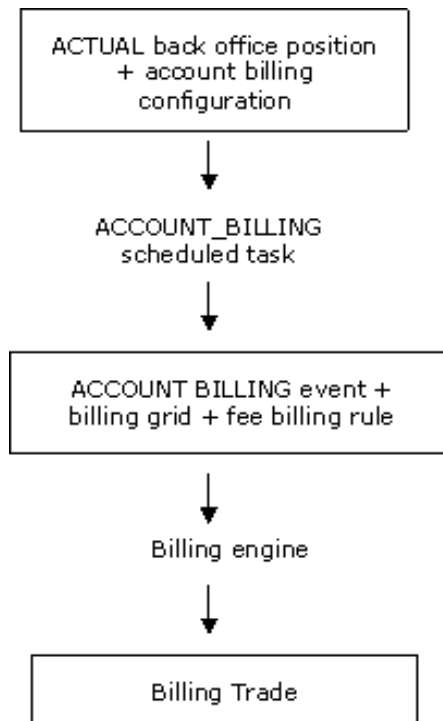 ACTUAL back office position
+ account billing
configuration
ACCOUNT_BILLING
scheduled task
ACCOUNT BILLING event +
billing grid + fee billing rule
Billing engine
Billing Trade